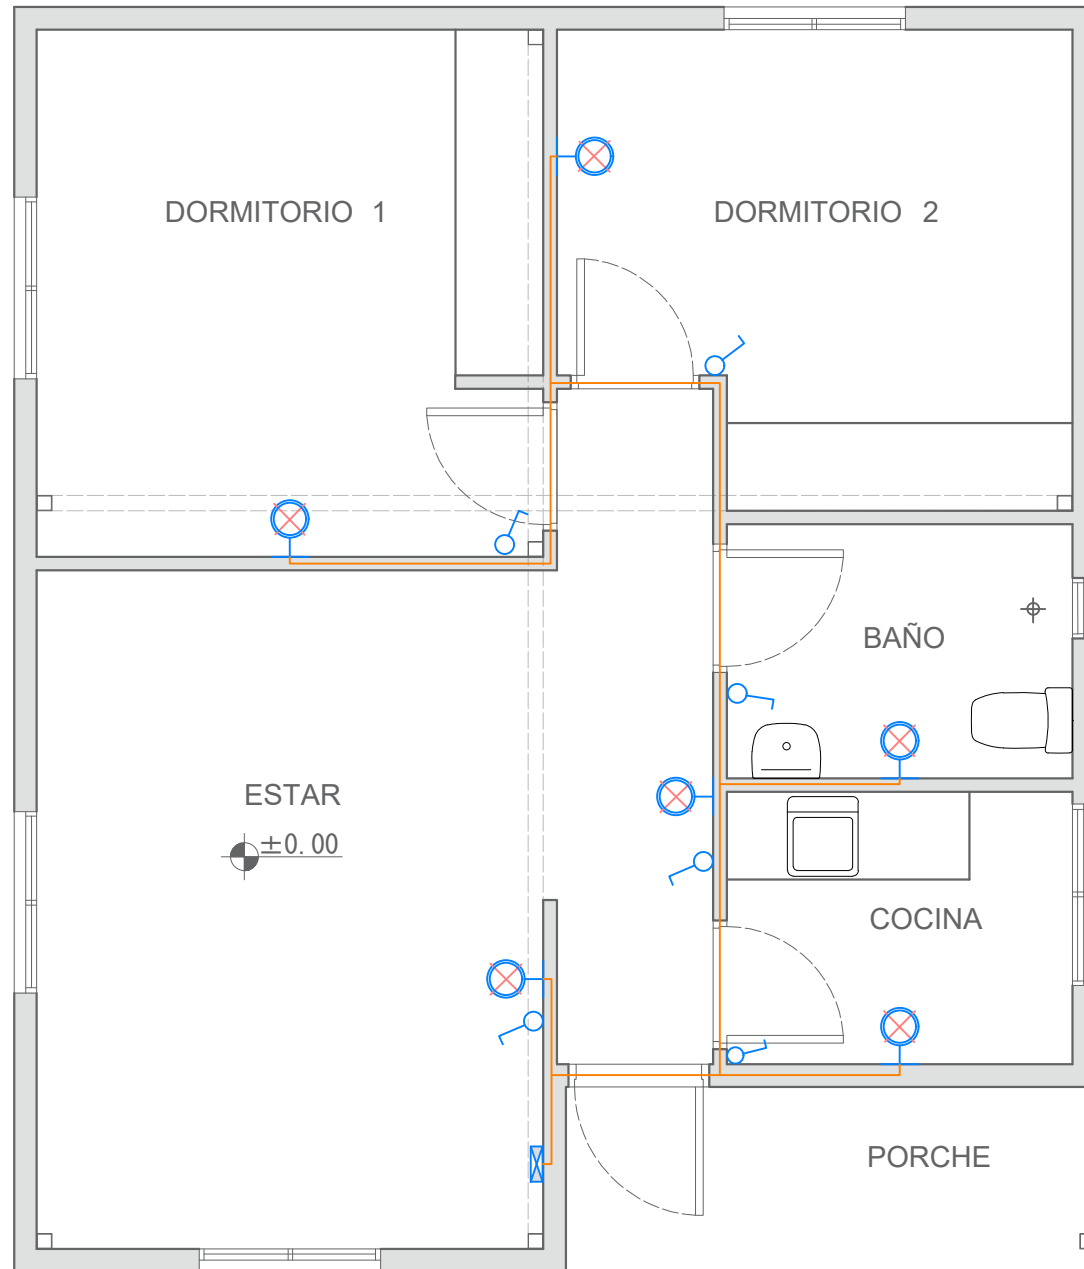 DORMITORIO 1
DORMITORIO 2
BAÑO
ESTAR
±0.00
COCINA
PORCHE